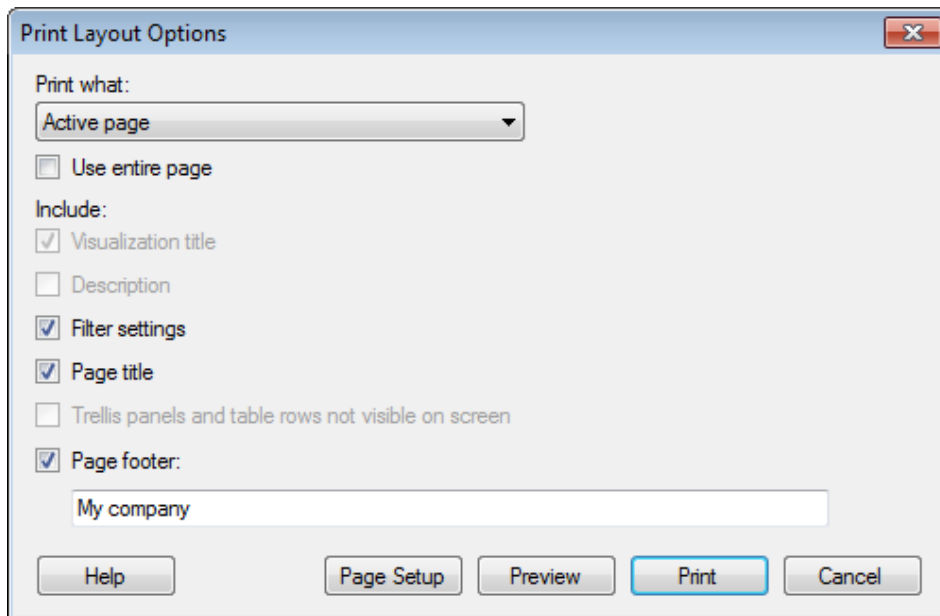 Print Layout Options
Print what:
Active page
Use entire page
Include:
Visualization title
Description
Filter settings
Page title
Trellis panels and table rows not visible on screen
Page footer:
My company
Help Page Setup Preview Print Cancel